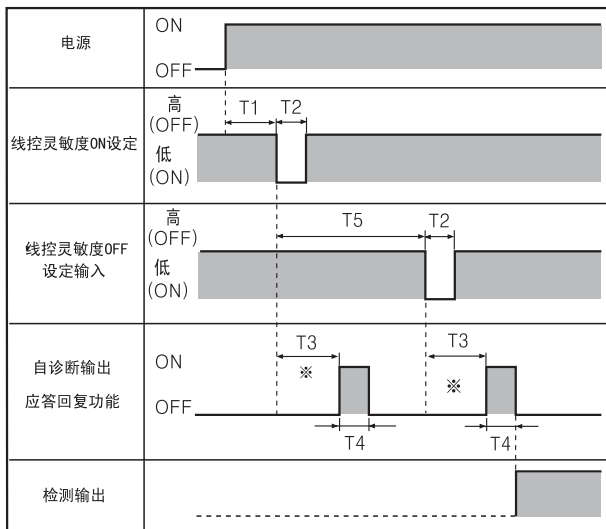 电源
ON
OFF
线控灵敏度ON设定
高
(OFF)
低
(ON)
T1
T2
线控灵敏度OFF
设定输入
高
(OFF)
低
(ON)
T5
T2
自诊断输出
应答回复功能
ON
OFF
T3
※
T4
T3
※
T4
检测输出